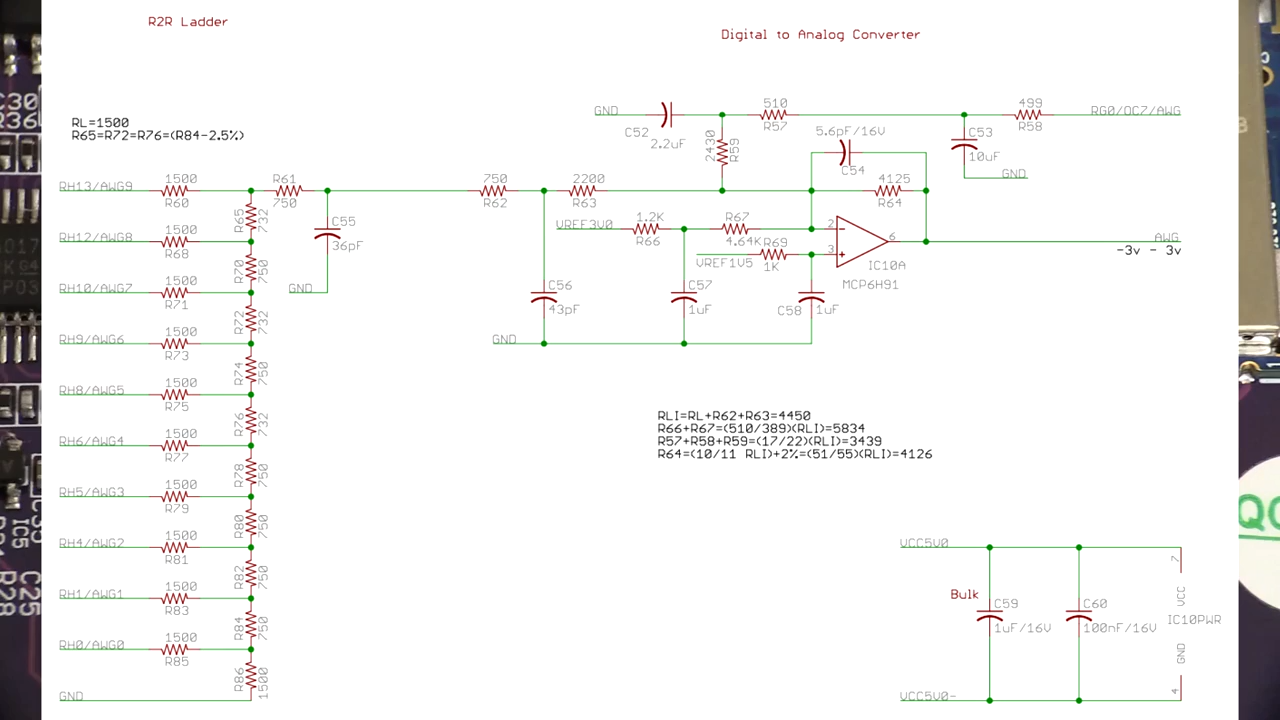 R2R Ladder
Digital to Analog Converter
RL=1500
R65=R72=R76=(R84-2.5%)
RH13/AWG9
1500
R60
R61
750
RH12/AWG8
1500
R68
R65
732
RH10/AWG7
1500
R71
R70
750
RH9/AWG6
1500
R73
R72
732
RH8/AWG5
1500
R75
R74
750
RH6/AWG4
1500
R77
R76
732
RH5/AWG3
1500
R79
R78
750
RH4/AWG2
1500
R81
R80
750
RH1/AWG1
1500
R83
R82
750
RH0/AWG0
1500
R85
R84
750
R86
1500
GND
C55
36pF
GND
750
R62
2200
R63
GND
C52
2.2uF
510
R57
2430
R59
499
R58
RG0/OC7/AWG
C53
10uF
GND
5.6pF/16V
C54
4125
R64
VREF3V0
1.2K
R66
R67
4.64K
VREF1V5
R69
1K
2
3
6
IC10A
MCP6H91
AWG
-3v - 3v
C56
43pF
C57
1uF
C58
1uF
GND
RLI=RL+R62+R63=4450
R66+R67=(510/389)(RLI)=5834
R57+R58+R59=(17/22)(RLI)=3439
R64=(10/11 RLI)+2%=(51/55)(RLI)=4126
VCC5V0
Bulk
C59
1uF/16V
C60
100nF/16V
7
VCC
IC10PWR
GND
4
VCC5V0-
C30
R36
C35
IC5
R28
C25
QC